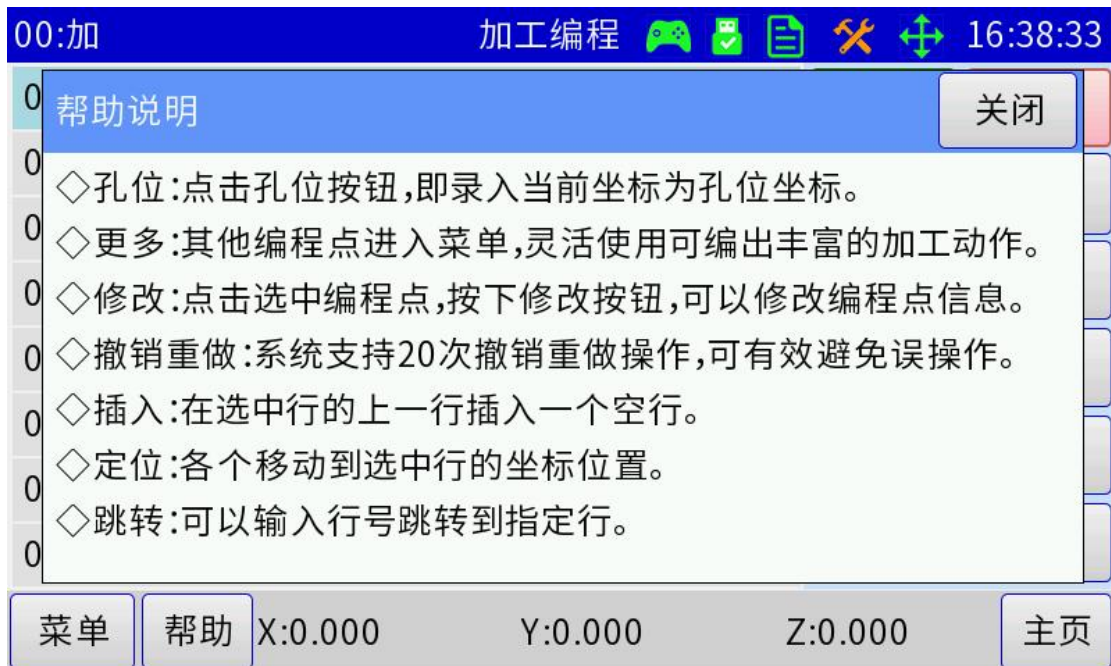 00:加 加工编程 16:38:33
帮助说明 关闭
◇孔位:点击孔位按钮,即录入当前坐标为孔位坐标。
◇更多:其他编程点进入菜单,灵活使用可编出丰富的加工动作。
◇修改:点击选中编程点,按下修改按钮,可以修改编程点信息。
◇撤销重做:系统支持20次撤销重做操作,可有效避免误操作。
◇插入:在选中行的上一行插入一个空行。
◇定位:各个移动到选中行的坐标位置。
◇跳转:可以输入行号跳转到指定行。
0
0
0
0
0
0
0
0
菜单 帮助 X:0.000 Y:0.000 Z:0.000 主页